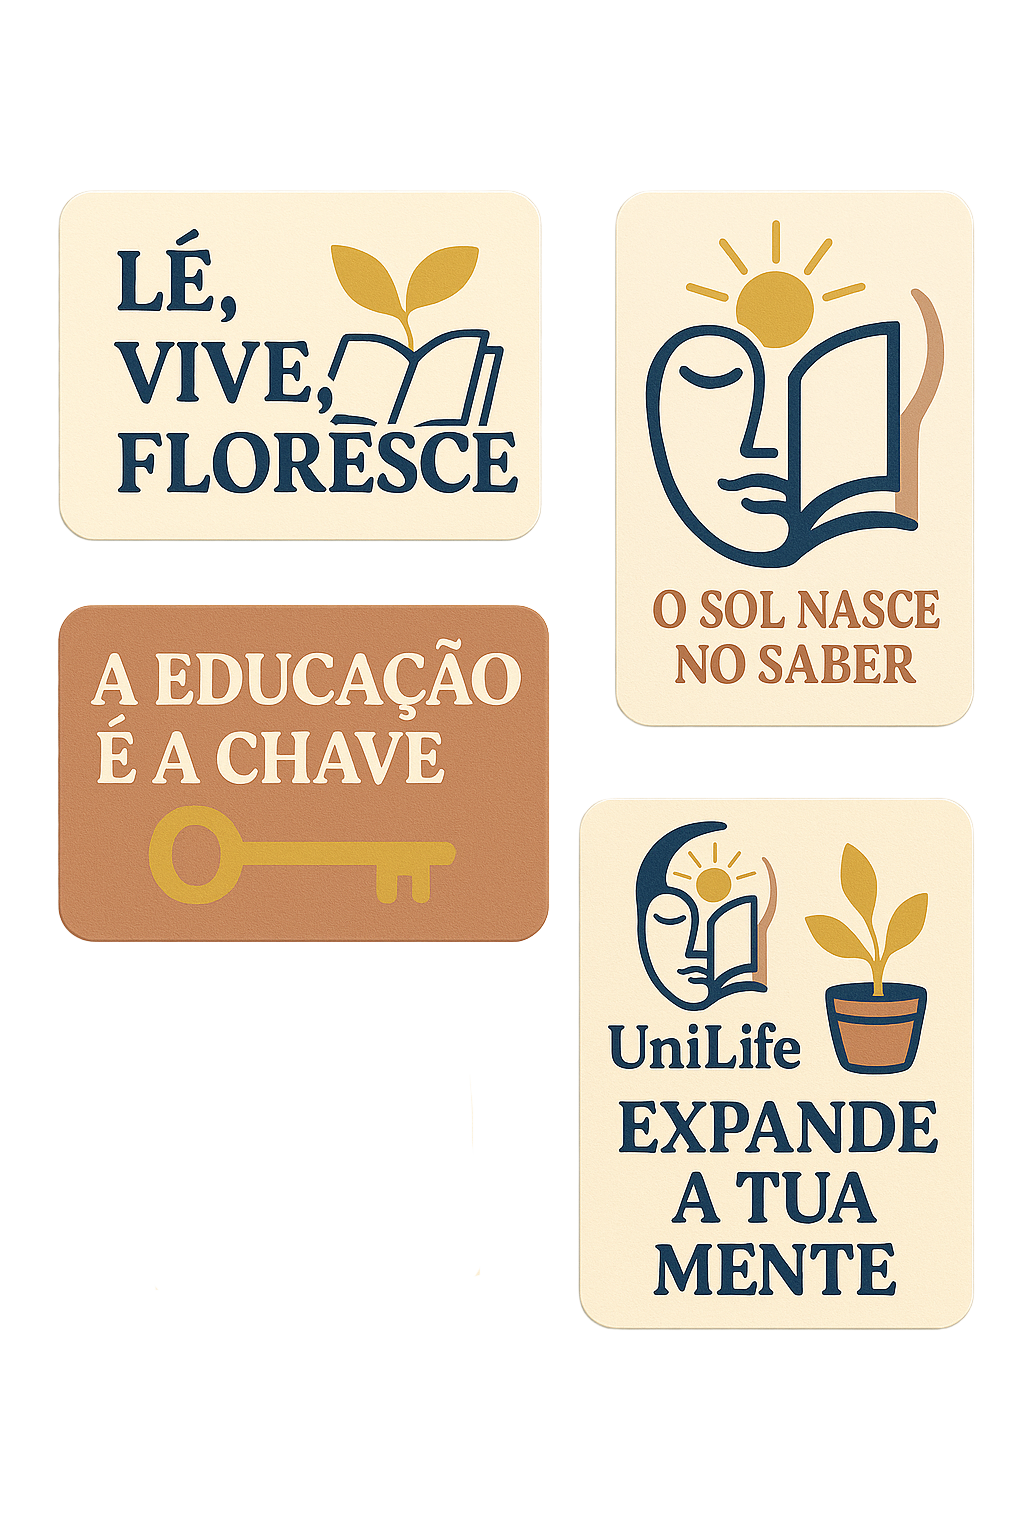 LÉ,
VIVE,
FLORESCE
A EDUCAÇÃO
É A CHAVE
O SOL NASCE
NO SABER
UniLife
EXPANDE
A TUA
MENTE